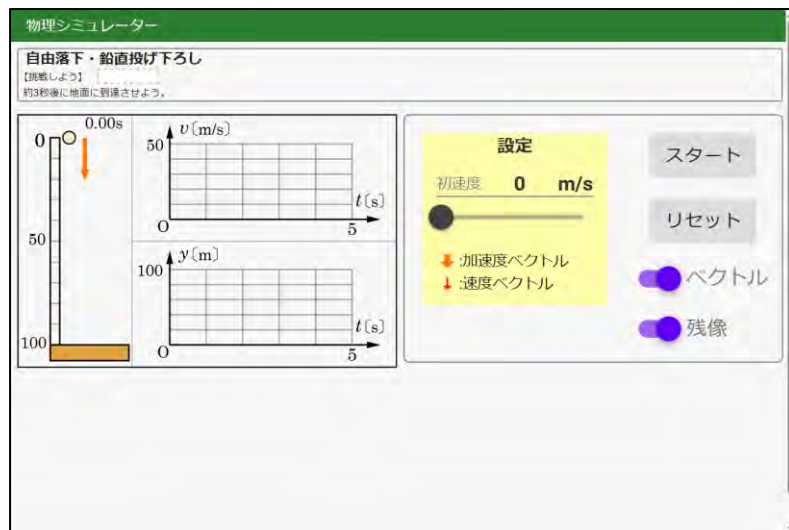 物理シミュレーター
自由落下・鉛直投げ下ろし
【挑戦しよう】
約3秒後に地面に到達させよう。
0.00s
0
50
100
v〔m/s〕
50
t〔s〕
O
5
y〔m〕
100
t〔s〕
O
5
設定
初速度 0 m/s
:加速度ベクトル
:速度ベクトル
スタート
リセット
ベクトル
残像